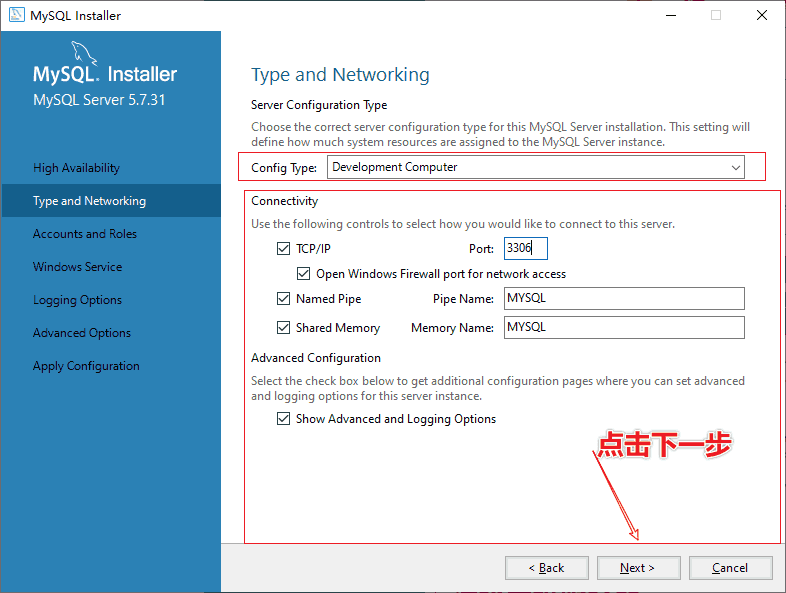 MySQL Installer
MySQL. Installer
MySQL Server 5.7.31
High Availability
Type and Networking
Accounts and Roles
Windows Service
Logging Options
Advanced Options
Apply Configuration
Type and Networking
Server Configuration Type
Choose the correct server configuration type for this MySQL Server installation. This setting will
define how much system resources are assigned to the MySQL Server instance.
Config Type: Development Computer
Connectivity
Use the following controls to select how you would like to connect to this server.
TCP/IP Port: 3306
Open Windows Firewall port for network access
Named Pipe Pipe Name: MYSQL
Shared Memory Memory Name: MYSQL
Advanced Configuration
Select the check box below to get additional configuration pages where you can set advanced
and logging options for this server instance.
Show Advanced and Logging Options
点击下一步
< Back Next > Cancel